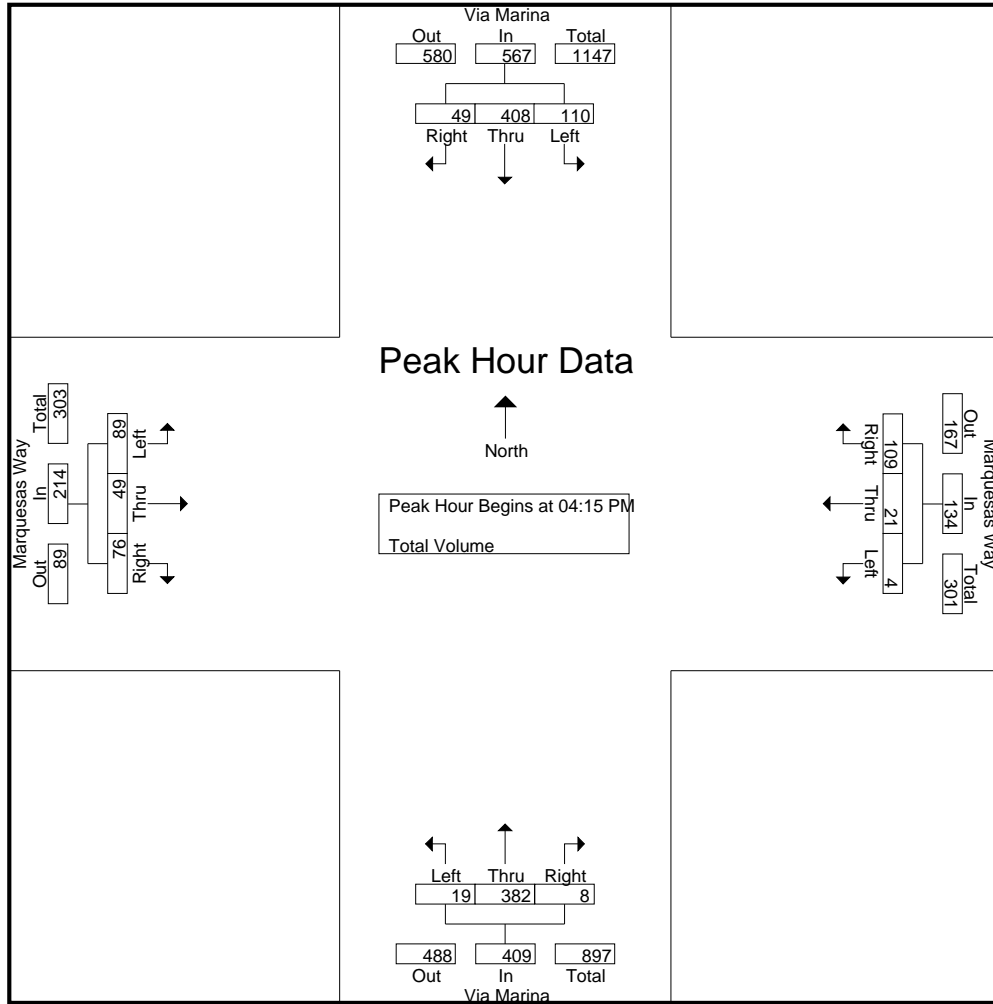 Via Marina
Out In Total
580 567 1147
49 408 110
Right Thru Left
Peak Hour Data
North
Peak Hour Begins at 04:15 PM
Total Volume
Marquesas Way
Total In Out
303 214 89
89 49 76
Left Thru Right
Marquesas Way
Out In Total
167 134 301
109 21 4
Right Thru Left
Left Thru Right
19 382 8
488 409 897
Out In Total
Via Marina